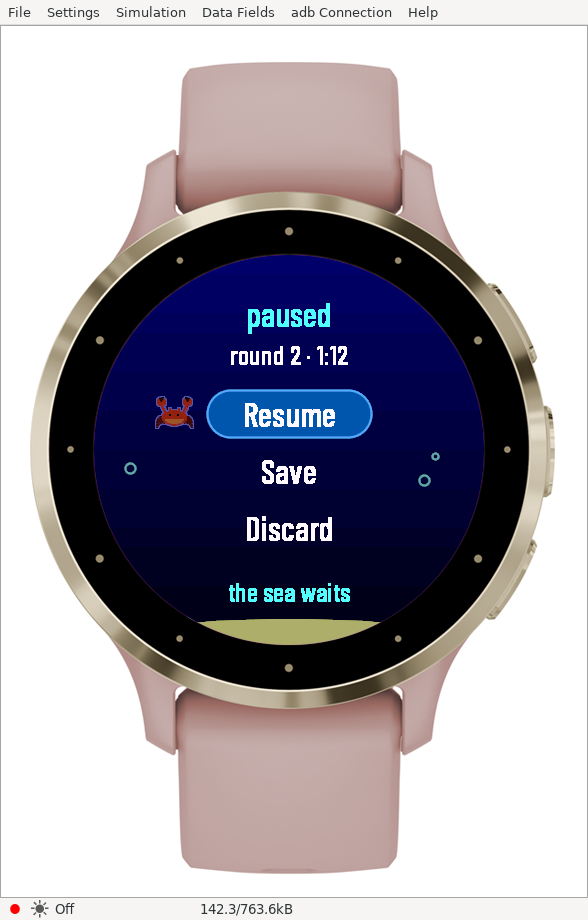 File Settings Simulation Data Fields adb Connection Help
paused
round 2 · 1:12
Resume
Save
Discard
the sea waits
Off 142.3/763.6kB